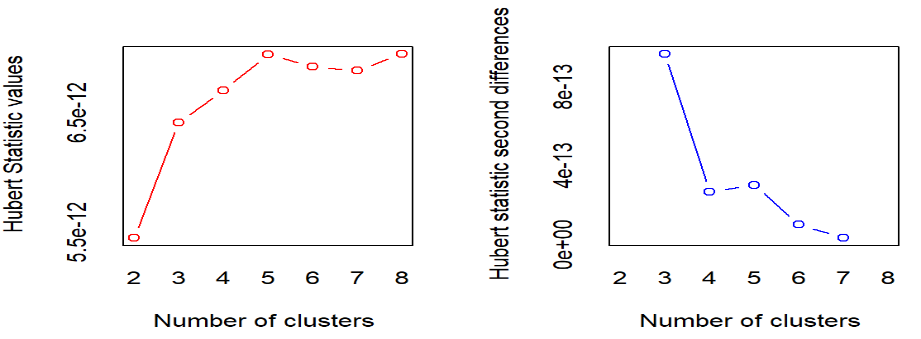 Hubert Statistic values
6.5e-12
5.5e-12
2 3 4 5 6 7 8
Number of clusters
Hubert statistic second differences
8e-13
4e-13
0e+00
2 3 4 5 6 7 8
Number of clusters